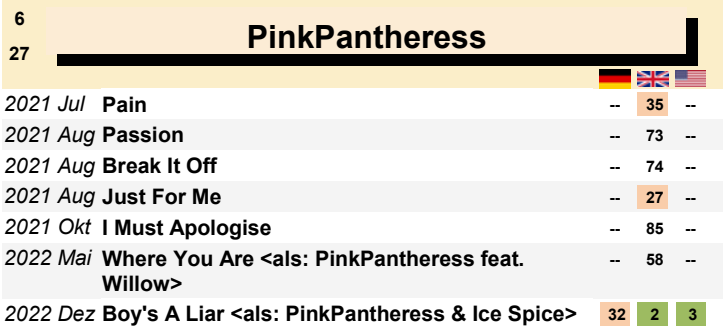 6
27
PinkPantheress
2021 Jul Pain -- 35 --
2021 Aug Passion -- 73 --
2021 Aug Break It Off -- 74 --
2021 Aug Just For Me -- 27 --
2021 Okt I Must Apologise -- 85 --
2022 Mai Where You Are <als: PinkPantheress feat. -- 58 --
Willow>
2022 Dez Boy's A Liar <als: PinkPantheress & Ice Spice> 32 2 3